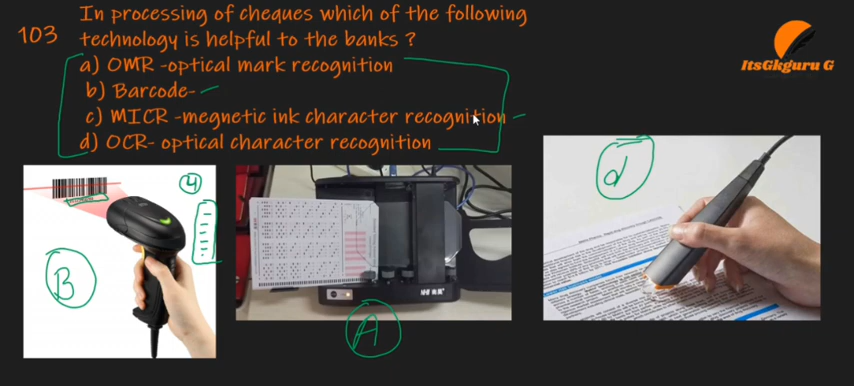 In processing of cheques which of the following
103 technology is helpful to the banks ?
a) OMR -optical mark recognition
b) Barcode-
c) MICR -megnetic ink character recognition
d) OCR- optical character recognition
ItsGkguru G
4
B
A
d